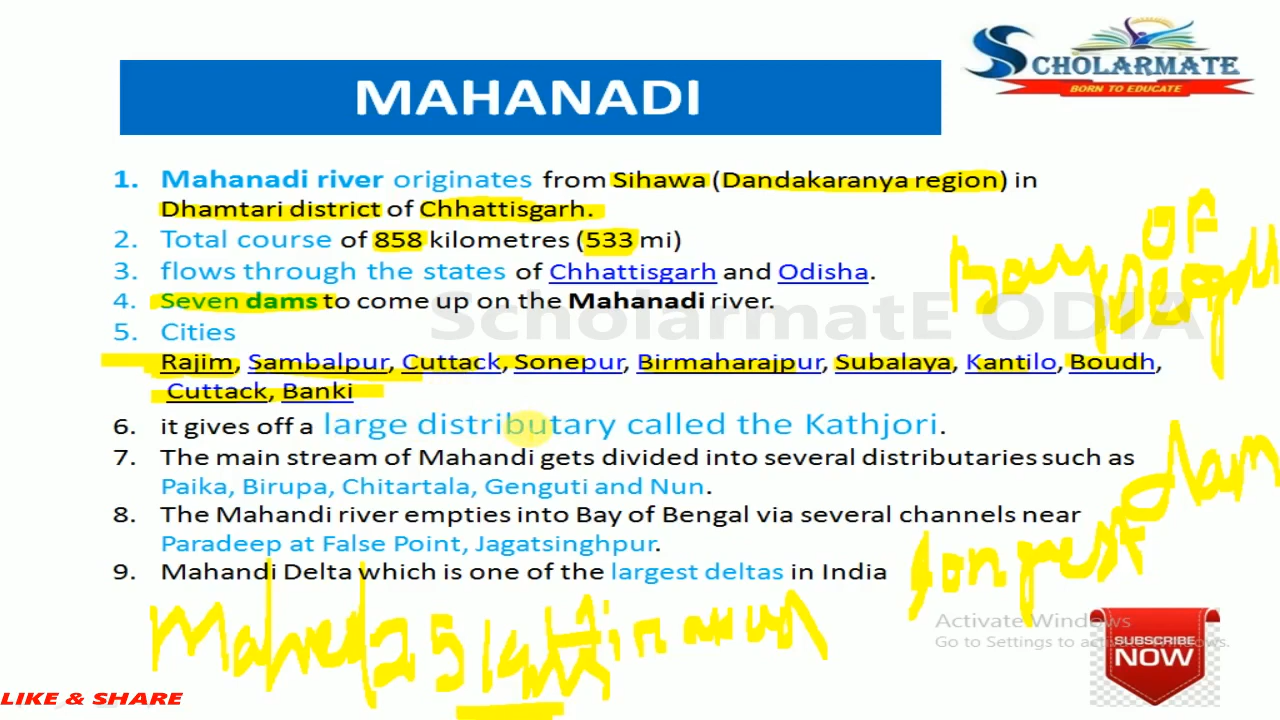 SCHOLARMATE
BORN TO EDUCATE
MAHANADI
1. Mahanadi river originates from Sihawa (Dandakaranya region) in
Dhamtari district of Chhattisgarh.
2. Total course of 858 kilometres (533 mi)
3. flows through the states of Chhattisgarh and Odisha.
4. Seven dams to come up on the Mahanadi river.
ScholarmatE ODIA
5. Cities
Rajim, Sambalpur, Cuttack, Sonepur, Birmaharajpur, Subalaya, Kantilo, Boudh,
Cuttack, Banki
6. it gives off a large distributary called the Kathjori.
7. The main stream of Mahandi gets divided into several distributaries such as
Paika, Birupa, Chitartala, Genguti and Nun.
8. The Mahandi river empties into Bay of Bengal via several channels near
Paradeep at False Point, Jagatsinghpur.
9. Mahandi Delta which is one of the largest deltas in India
of
longest dam
25
in
Activate Windows
Go to Settings to activate Windows.
SUBSCRIBE
NOW
LIKE & SHARE